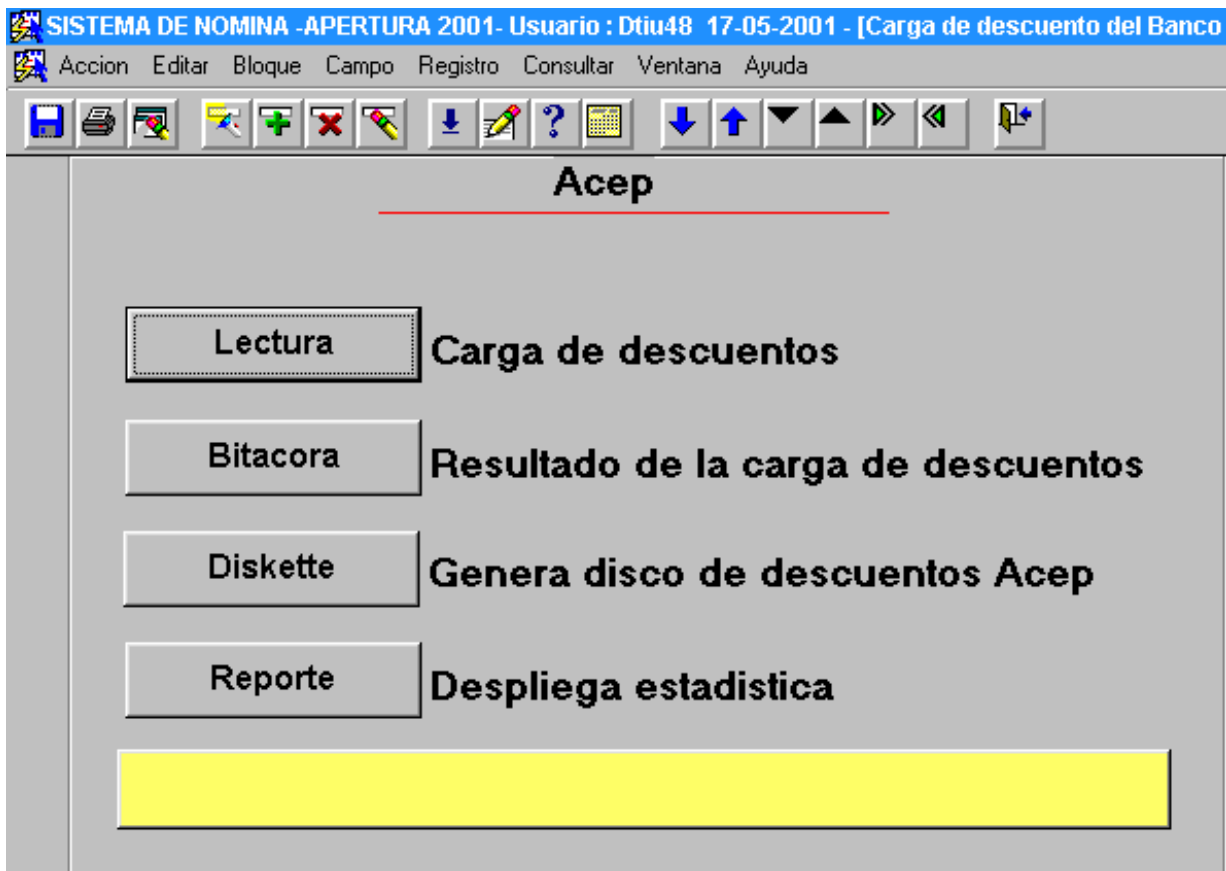 SISTEMA DE NOMINA -APERTURA 2001- Usuario : Dtiu48 17-05-2001 - [Carga de descuento del Banco
Accion Editar Bloque Campo Registro Consultar Ventana Ayuda
Acep
Lectura Carga de descuentos
Bitacora Resultado de la carga de descuentos
Diskette Genera disco de descuentos Acep
Reporte Despliega estadistica